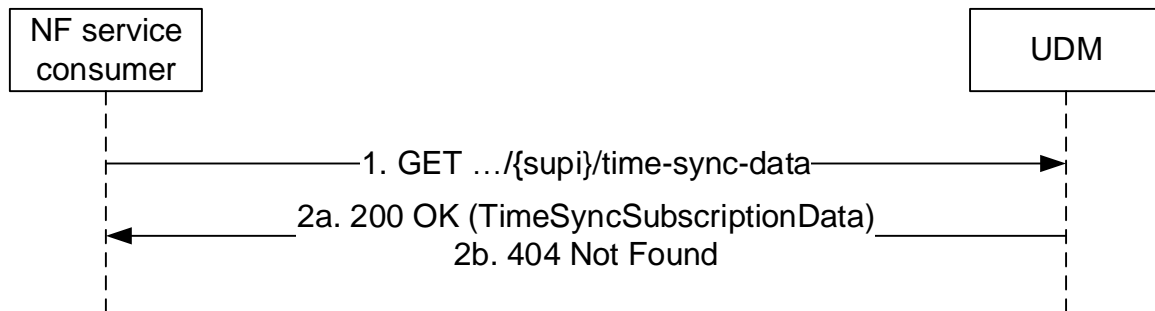 NF service
consumer
UDM
1. GET …/{supi}/time-sync-data
2a. 200 OK (TimeSyncSubscriptionData)
2b. 404 Not Found